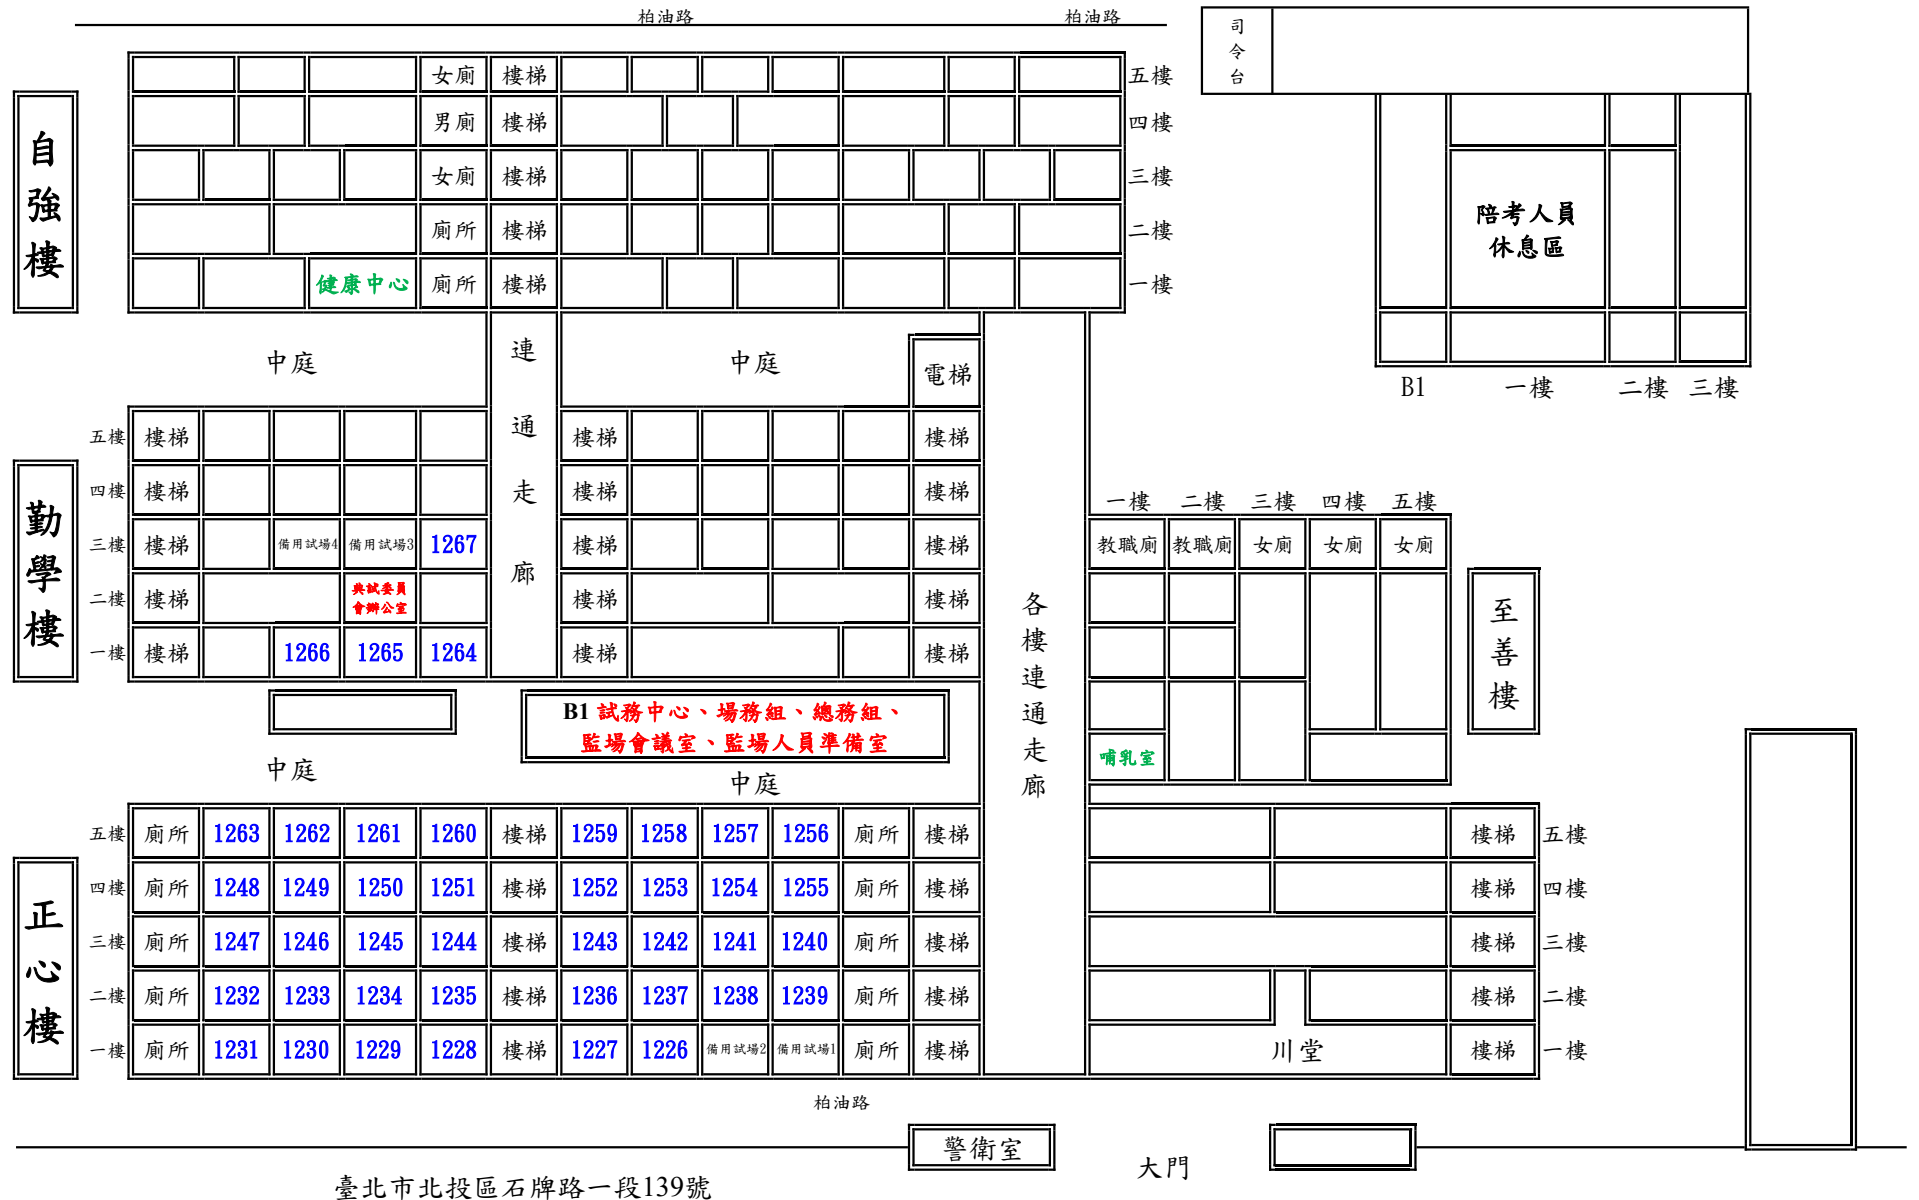 柏油路 柏油路
司令台
自強樓
女廁 樓梯 五樓
男廁 樓梯 四樓
女廁 樓梯 三樓
廁所 樓梯 二樓
健康中心 廁所 樓梯 一樓
陪考人員
休息區
B1 一樓 二樓 三樓
中庭 連通走廊 中庭 電梯
勤學樓
五樓 樓梯 樓梯 樓梯
四樓 樓梯 樓梯 樓梯
三樓 樓梯 備用試場4 備用試場3 1267 樓梯 樓梯
二樓 樓梯 典試委員 樓梯 樓梯
會辦公室
一樓 樓梯 1266 1265 1264 樓梯 樓梯
各樓連通走廊
一樓 二樓 三樓 四樓 五樓
教職廁 教職廁 女廁 女廁 女廁
至善樓
哺乳室
B1 試務中心、場務組、總務組、
監場會議室、監場人員準備室
中庭 中庭
正心樓
五樓 廁所 1263 1262 1261 1260 樓梯 1259 1258 1257 1256 廁所 樓梯 樓梯 五樓
四樓 廁所 1248 1249 1250 1251 樓梯 1252 1253 1254 1255 廁所 樓梯 樓梯 四樓
三樓 廁所 1247 1246 1245 1244 樓梯 1243 1242 1241 1240 廁所 樓梯 樓梯 三樓
二樓 廁所 1232 1233 1234 1235 樓梯 1236 1237 1238 1239 廁所 樓梯 樓梯 二樓
一樓 廁所 1231 1230 1229 1228 樓梯 1227 1226 備用試場2 備用試場1 廁所 樓梯 川堂 樓梯 一樓
柏油路
警衛室 大門
臺北市北投區石牌路一段139號